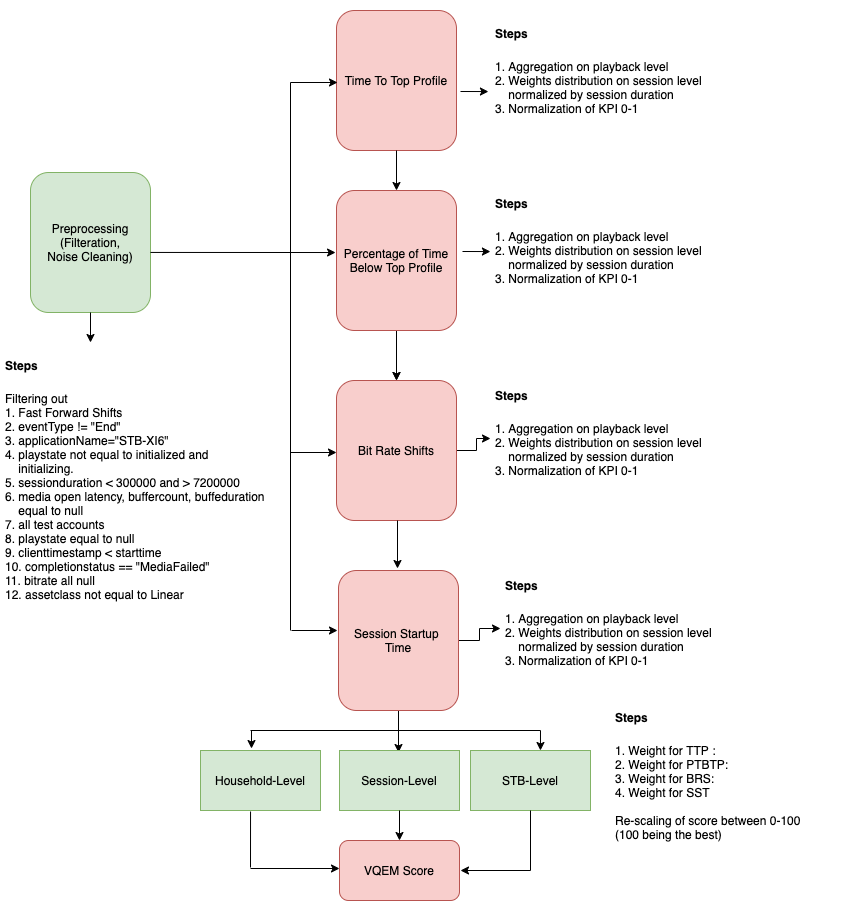 Time To Top Profile
Steps
1. Aggregation on playback level
2. Weights distribution on session level
normalized by session duration
3. Normalization of KPI 0-1
Preprocessing
(Filteration,
Noise Cleaning)
Percentage of Time
Below Top Profile
Steps
1. Aggregation on playback level
2. Weights distribution on session level
normalized by session duration
3. Normalization of KPI 0-1
Steps
Filtering out
1. Fast Forward Shifts
2. eventType != "End"
3. applicationName="STB-XI6"
4. playstate not equal to initialized and
initializing.
5. sessionduration < 300000 and > 7200000
6. media open latency, buffercount, buffeduration
equal to null
7. all test accounts
8. playstate equal to null
9. clienttimestamp < starttime
10. completionstatus == "MediaFailed"
11. bitrate all null
12. assetclass not equal to Linear
Bit Rate Shifts
Steps
1. Aggregation on playback level
2. Weights distribution on session level
normalized by session duration
3. Normalization of KPI 0-1
Session Startup
Time
Steps
1. Aggregation on playback level
2. Weights distribution on session level
normalized by session duration
3. Normalization of KPI 0-1
Household-Level
Session-Level
STB-Level
Steps
1. Weight for TTP :
2. Weight for PTBTP:
3. Weight for BRS:
4. Weight for SST
Re-scaling of score between 0-100
(100 being the best)
VQEM Score